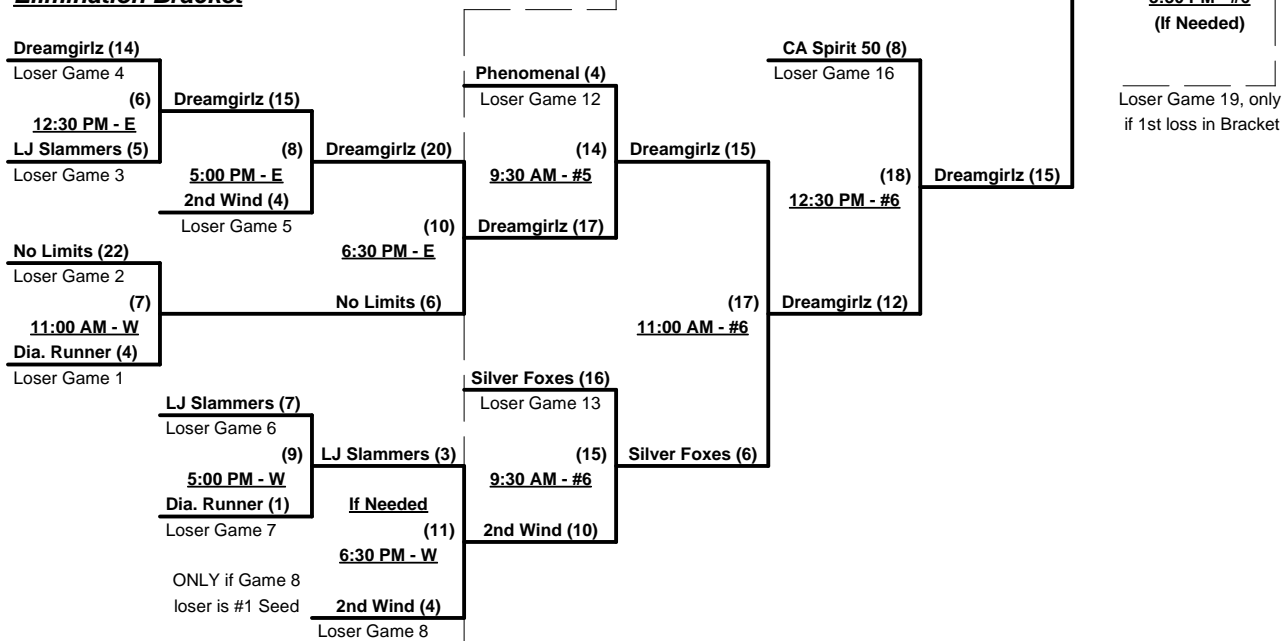 Elimination Bracket
(If Needed)
Loser Game 19, only
if 1st loss in Bracket
Dreamgirlz (14)
Loser Game 4
(6)
12:30 PM - E
LJ Slammers (5)
Loser Game 3
Dreamgirlz (15)
(8)
5:00 PM - E
2nd Wind (4)
Loser Game 5
Dreamgirlz (20)
(10)
6:30 PM - E
No Limits (22)
Loser Game 2
(7)
11:00 AM - W
Dia. Runner (4)
Loser Game 1
No Limits (6)
Phenomenal (4)
Loser Game 12
(14)
9:30 AM - #5
Dreamgirlz (17)
Dreamgirlz (15)
(17)
11:00 AM - #6
CA Spirit 50 (8)
Loser Game 16
(18)
12:30 PM - #6
Dreamgirlz (12)
Dreamgirlz (15)
LJ Slammers (7)
Loser Game 6
(9)
5:00 PM - W
Dia. Runner (1)
Loser Game 7
LJ Slammers (3)
If Needed
(11)
6:30 PM - W
ONLY if Game 8
loser is #1 Seed
2nd Wind (4)
Loser Game 8
Silver Foxes (16)
Loser Game 13
(15)
9:30 AM - #6
2nd Wind (10)
Silver Foxes (6)